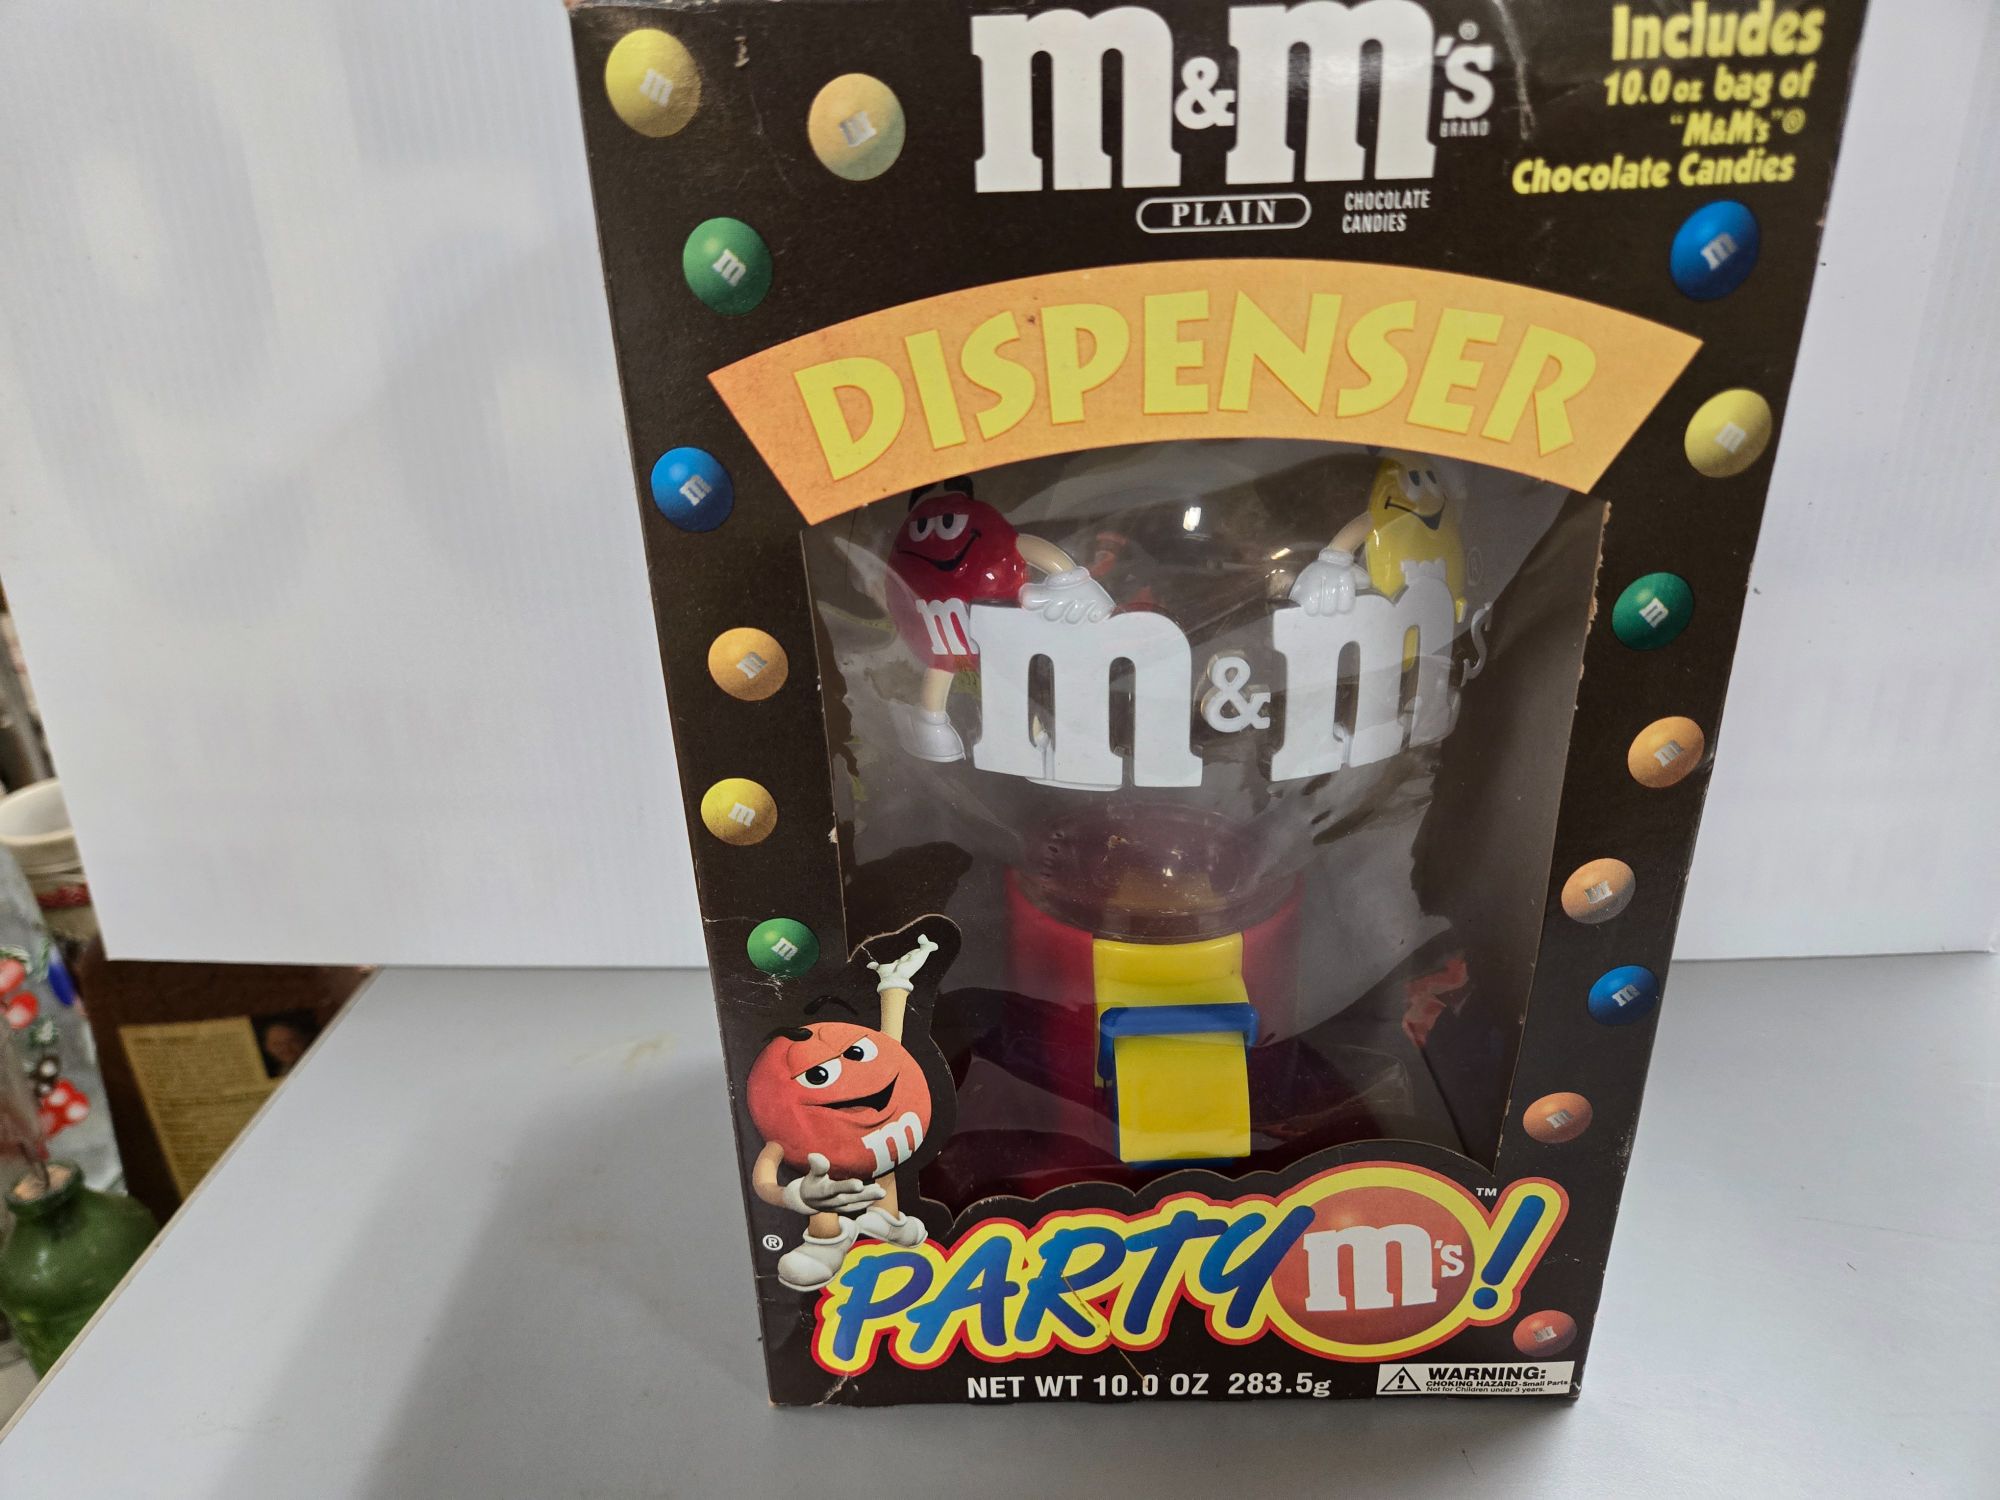 m&m's®
BRAND
PLAIN
CHOCOLATE
CANDIES
Includes
10.0 oz bag of
"M&M's"®
Chocolate Candies
DISPENSER
m
m
m&m's
®
m
®
PARTY m's!™
NET WT 10.0 OZ 283.5g
WARNING:
CHOKING HAZARD-Small Parts
Not for Children under 3 years.